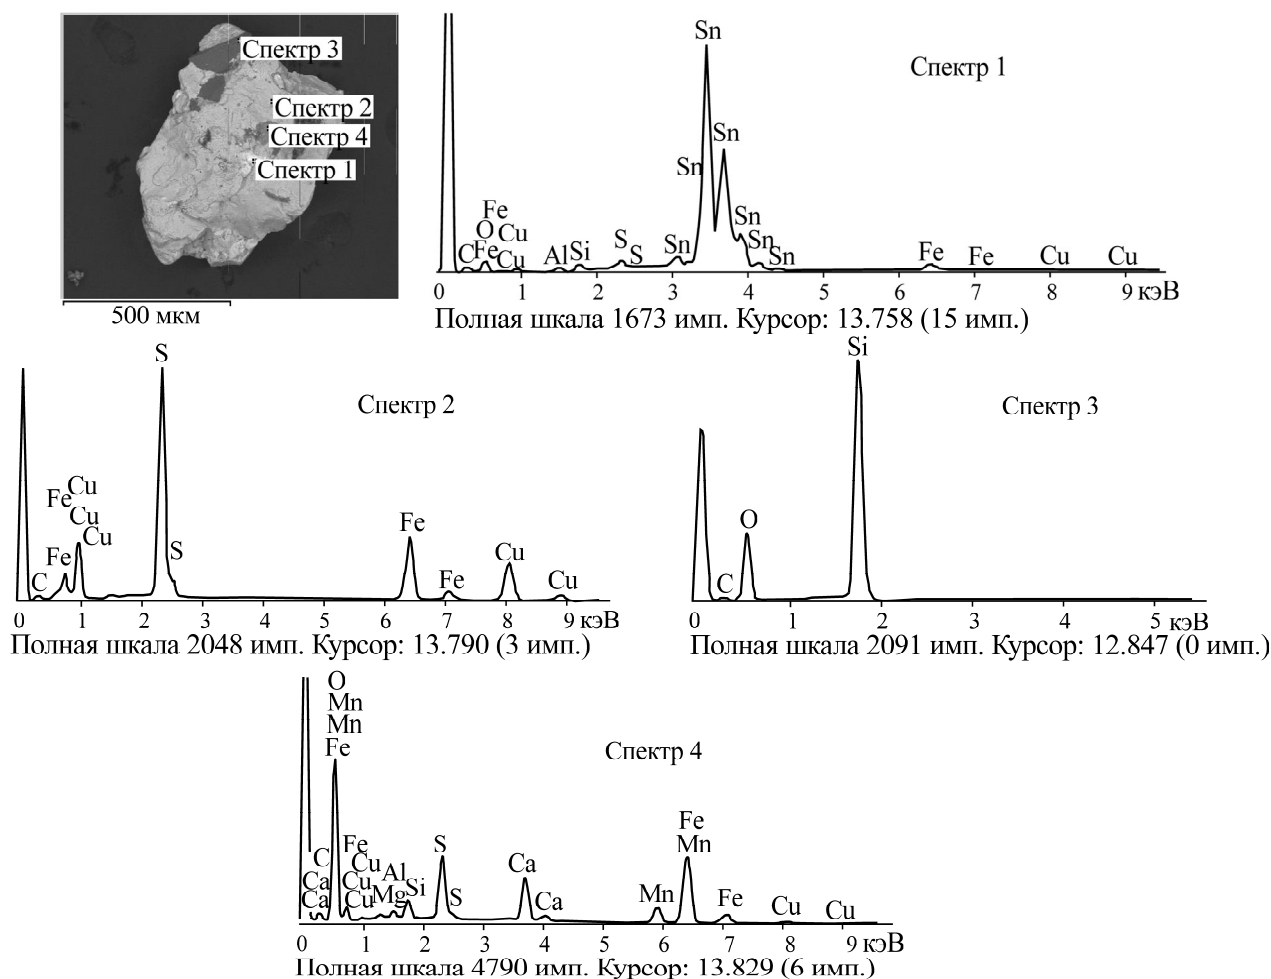 Спектр 3
Спектр 2
Спектр 4
Спектр 1
500 мкм
Sn
Спектр 1
Sn
Sn
Fe
O Cu
C Fe Cu
Al Si
S S
Sn
Sn
Sn
Sn
Fe Fe Cu Cu
0 1 2 3 4 5 6 7 8 9 кэВ
Полная шкала 1673 имп. Курсор: 13.758 (15 имп.)
S
Спектр 2
Fe Cu
Cu
Fe Cu
C
S
Fe
Fe
Cu
Cu
0 1 2 3 4 5 6 7 8 9 кэВ
Полная шкала 2048 имп. Курсор: 13.790 (3 имп.)
Si
Спектр 3
O
C
0 1 2 3 4 5 кэВ
Полная шкала 2091 имп. Курсор: 12.847 (0 имп.)
O
Mn
Mn
Fe
Спектр 4
C Fe
Ca Cu
Ca Cu
Cu
Mg
Al
Si
S
S
Ca
Ca
Mn
Fe
Mn
Fe
Cu
Cu
0 1 2 3 4 5 6 7 8 9 кэВ
Полная шкала 4790 имп. Курсор: 13.829 (6 имп.)